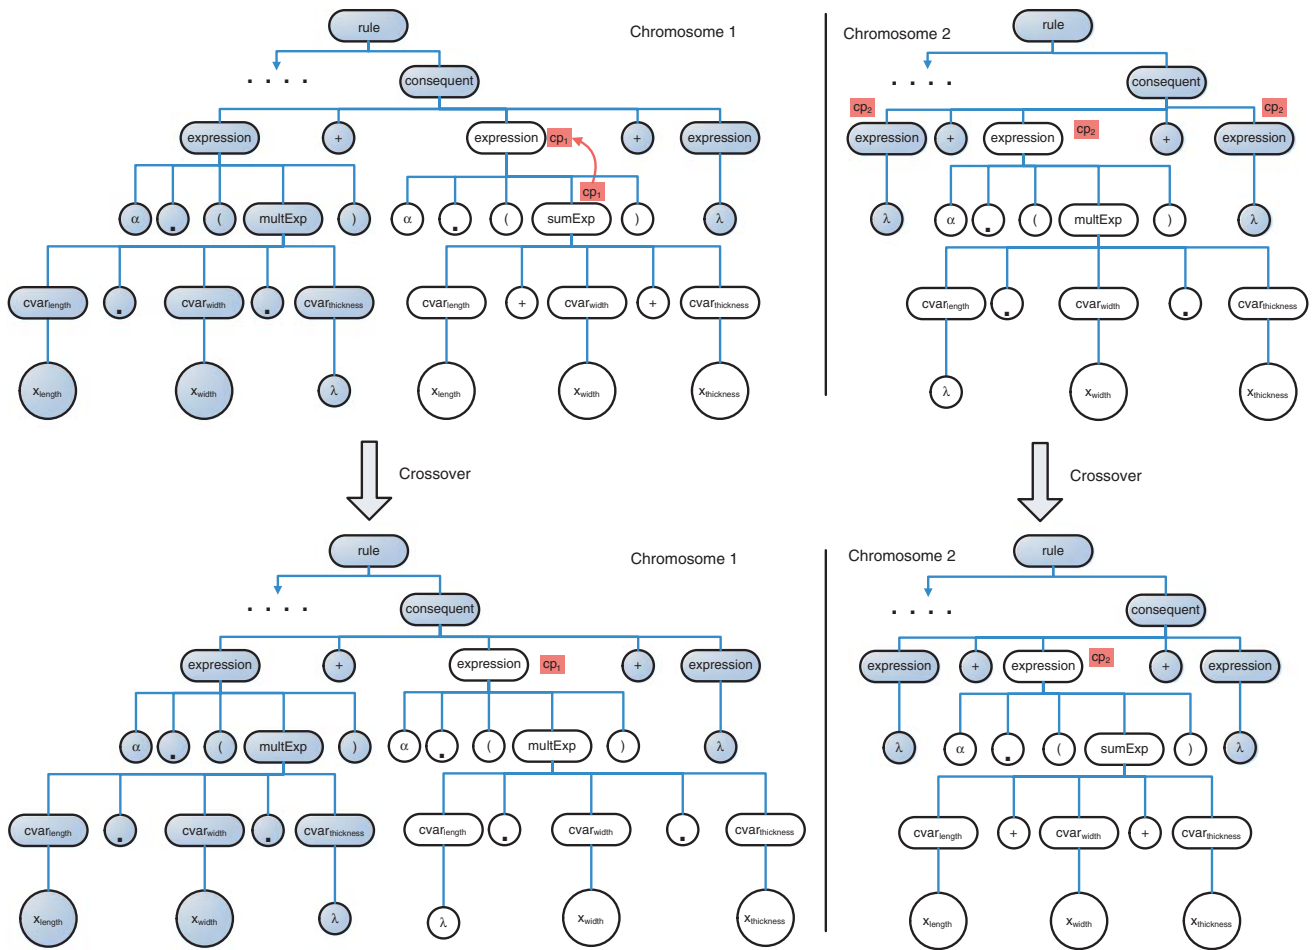 rule Chromosome 1 Chromosome 2 rule
. . . . consequent . . . . consequent
cp2 cp2 cp2
expression + expression cp1 + expression expression + expression + expression
cp1
α . ( multExp ) α . ( sumExp ) λ λ α . ( multExp ) λ
cvarlength . cvarwidth . cvarthickness cvarlength + cvarwidth + cvarthickness cvarlength . cvarwidth . cvarthickness
xlength xwidth λ xlength xwidth xthickness λ xwidth xthickness
Crossover Crossover
rule Chromosome 1 Chromosome 2 rule
. . . . consequent . . . . consequent
expression + expression cp1 + expression expression + expression cp2 + expression
α . ( multExp ) α . ( multExp ) λ λ α . ( sumExp ) λ
cvarlength . cvarwidth . cvarthickness cvarlength . cvarwidth . cvarthickness cvarlength + cvarwidth + cvarthickness
xlength xwidth λ λ xwidth xthickness xlength xwidth xthickness